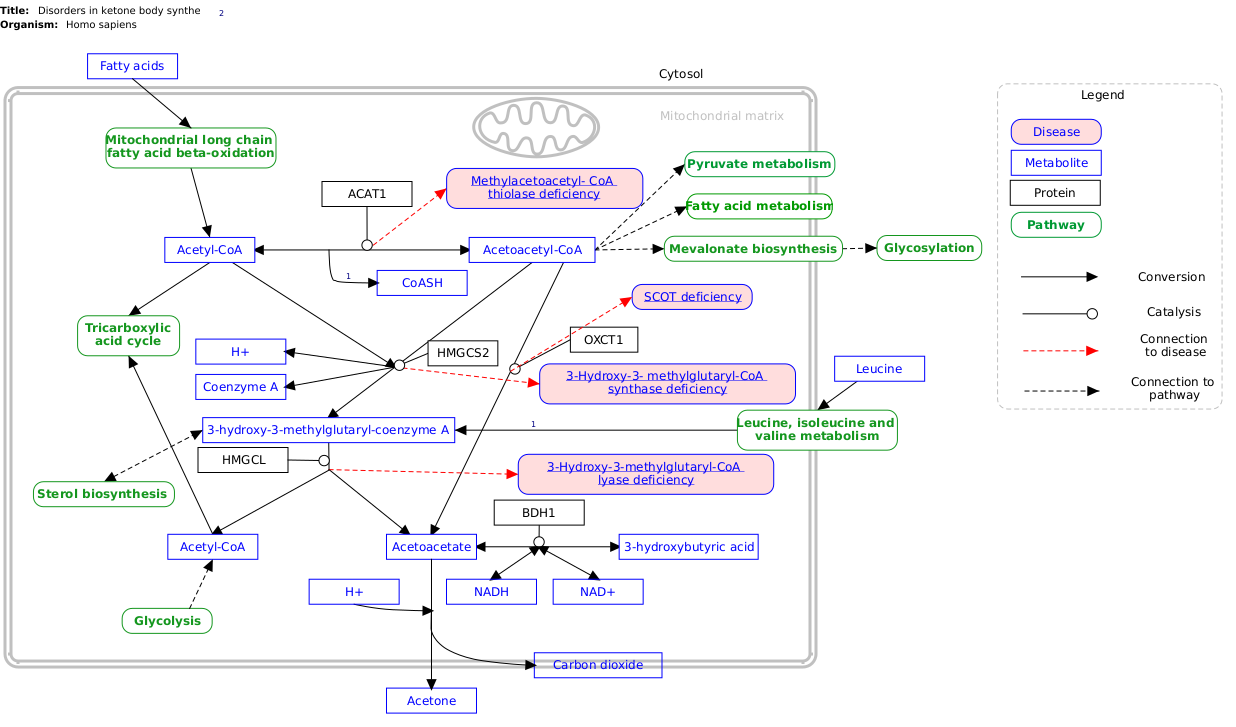 Title: Disorders in ketone body synthe 2
Organism: Homo sapiens
Fatty acids
Cytosol
Legend
Mitochondrial matrix
Disease
Metabolite
Protein
Pathway
Conversion
Catalysis
Connection
to disease
Connection to
pathway
Mitochondrial long chain
fatty acid beta-oxidation
Pyruvate metabolism
ACAT1
Methylacetoacetyl- CoA
thiolase deficiency
Fatty acid metabolism
Acetyl-CoA
Acetoacetyl-CoA
Mevalonate biosynthesis
Glycosylation
1
CoASH
SCOT deficiency
Tricarboxylic
acid cycle
H+
HMGCS2
OXCT1
Leucine
Coenzyme A
3-Hydroxy-3- methylglutaryl-CoA
synthase deficiency
3-hydroxy-3-methylglutaryl-coenzyme A
1
Leucine, isoleucine and
valine metabolism
HMGCL
3-Hydroxy-3-methylglutaryl-CoA
lyase deficiency
Sterol biosynthesis
BDH1
Acetyl-CoA
Acetoacetate
3-hydroxybutyric acid
H+
NADH
NAD+
Glycolysis
Carbon dioxide
Acetone